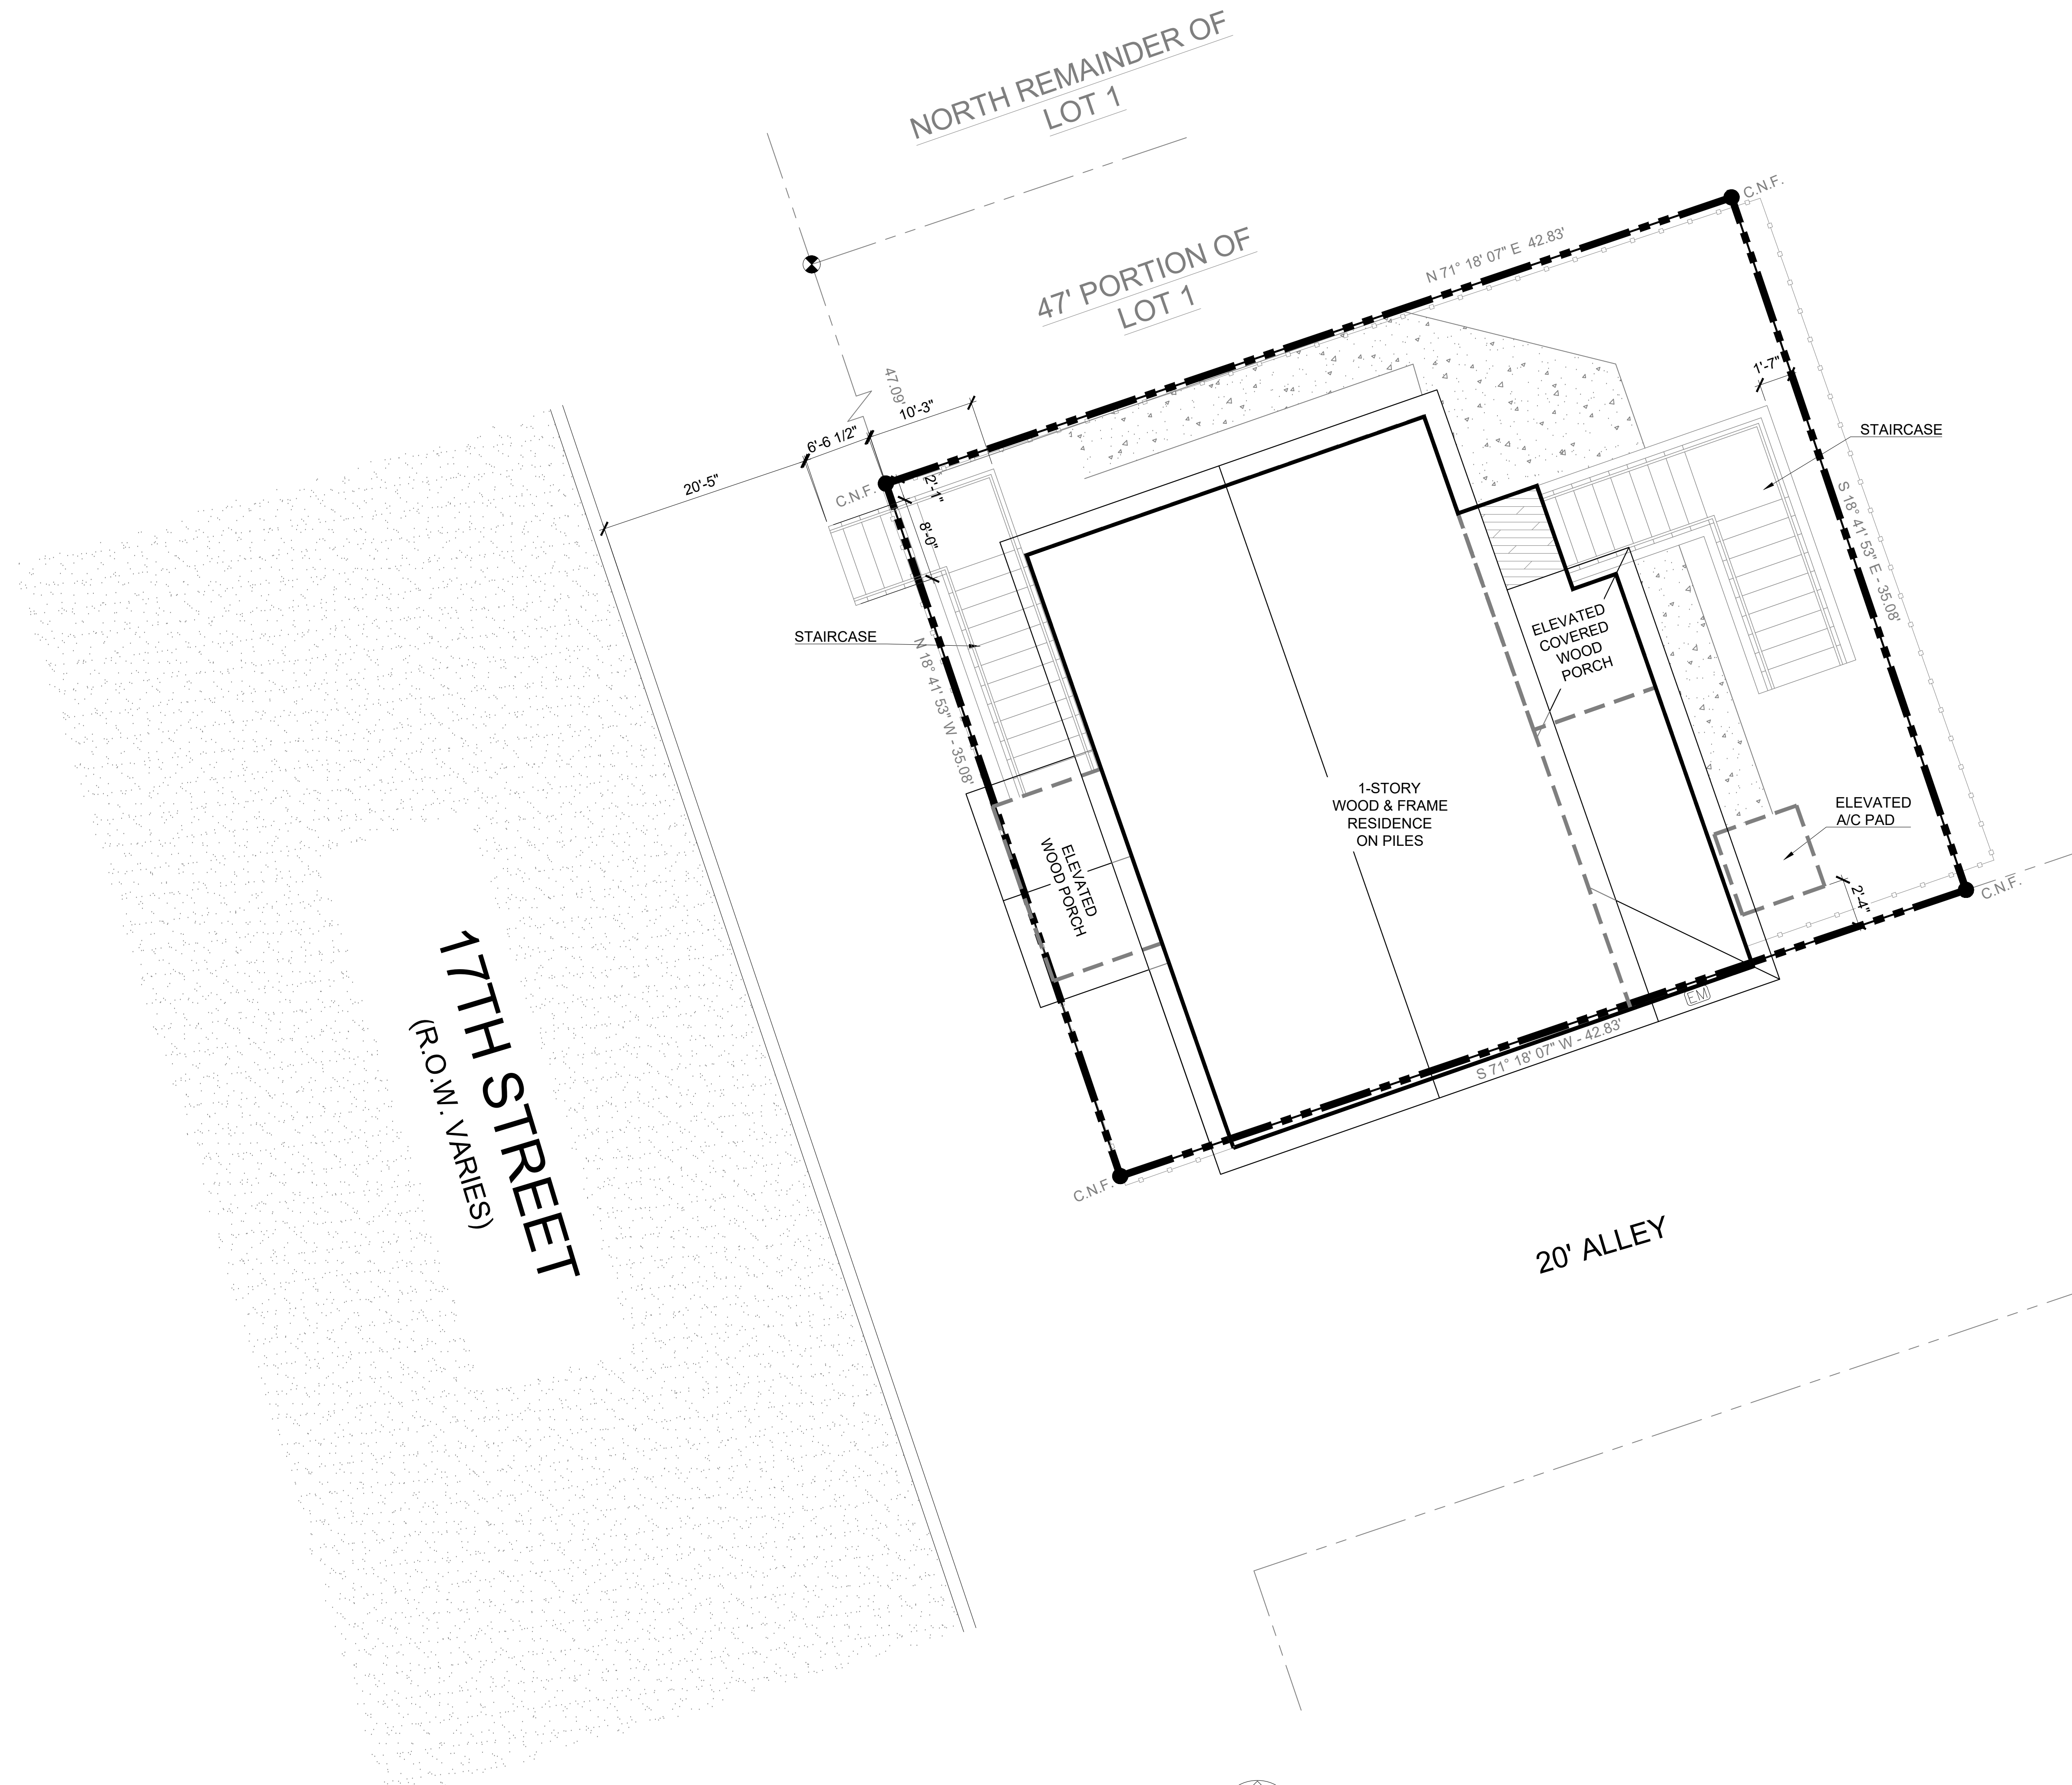 NORTH REMAINDER OF
LOT 1
C.N.F.
N 71° 18' 07" E 42.83'
47' PORTION OF
LOT 1
47.09'
10'-3"
6'-6 1/2"
20'-5"
C.N.F.
2'-1"
8'-0"
1'-7"
STAIRCASE
S 18° 41' 53" E - 35.08'
STAIRCASE
N 18° 41' 53" W - 35.08'
ELEVATED
COVERED
WOOD
PORCH
1-STORY
WOOD & FRAME
RESIDENCE
ON PILES
ELEVATED
A/C PAD
ELEVATED
WOOD PORCH
2'-4"
C.N.F.
EM
S 71° 18' 07" W - 42.83'
C.N.F.
17TH STREET
(R.O.W. VARIES)
20' ALLEY